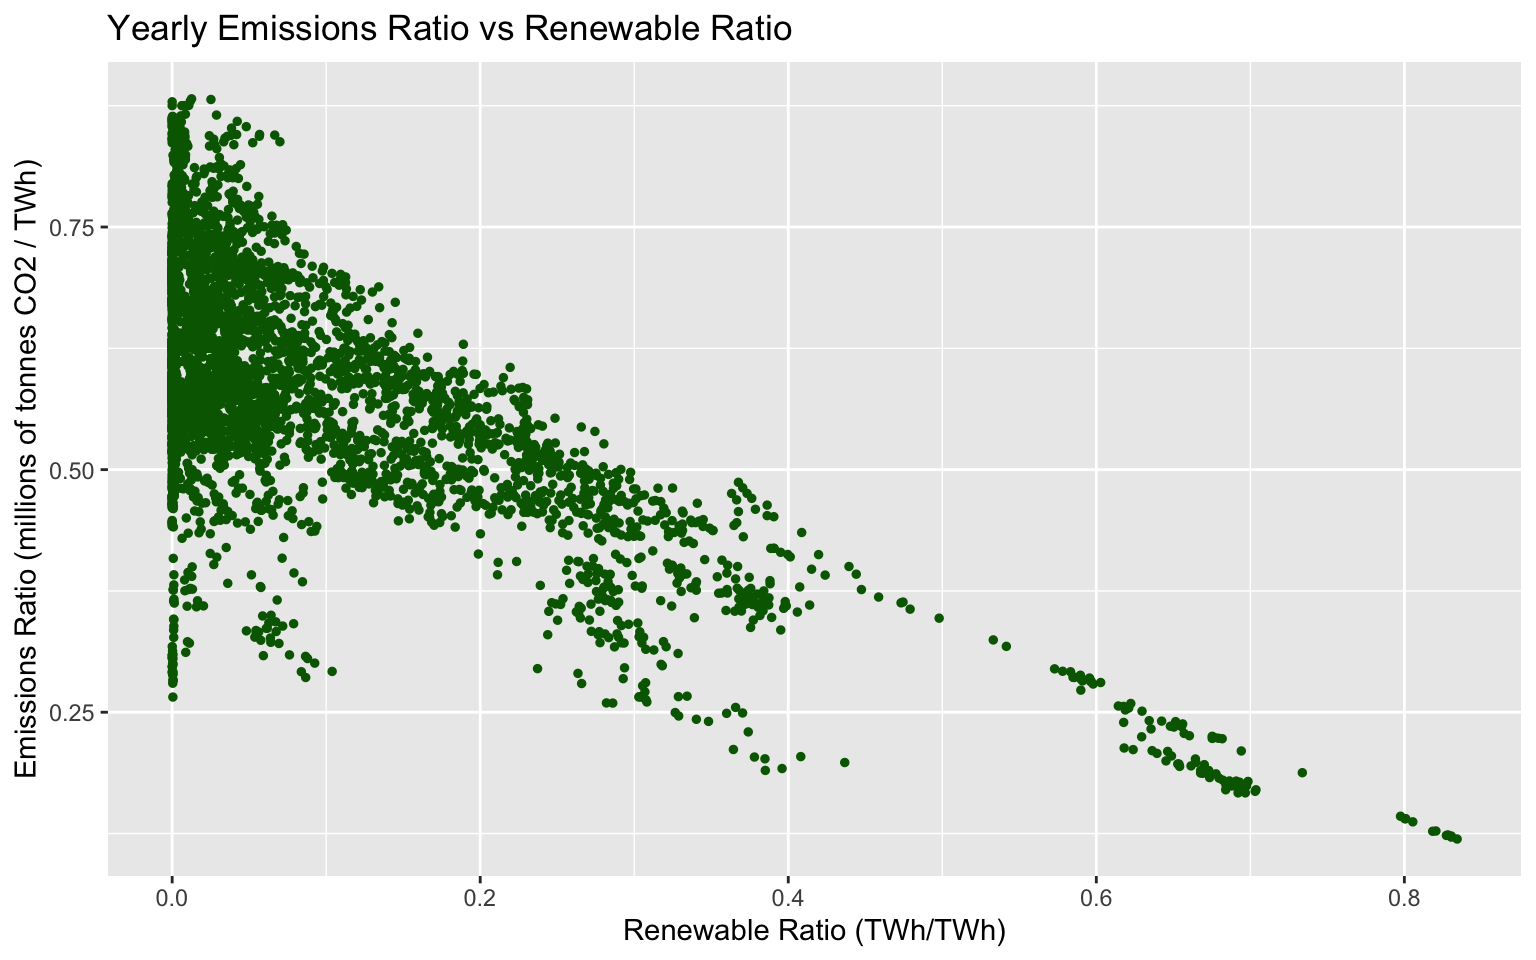 Yearly Emissions Ratio vs Renewable Ratio
Emissions Ratio (millions of tonnes CO2 / TWh)
0.75
0.50
0.25
0.0
0.2
0.4
0.6
0.8
Renewable Ratio (TWh/TWh)